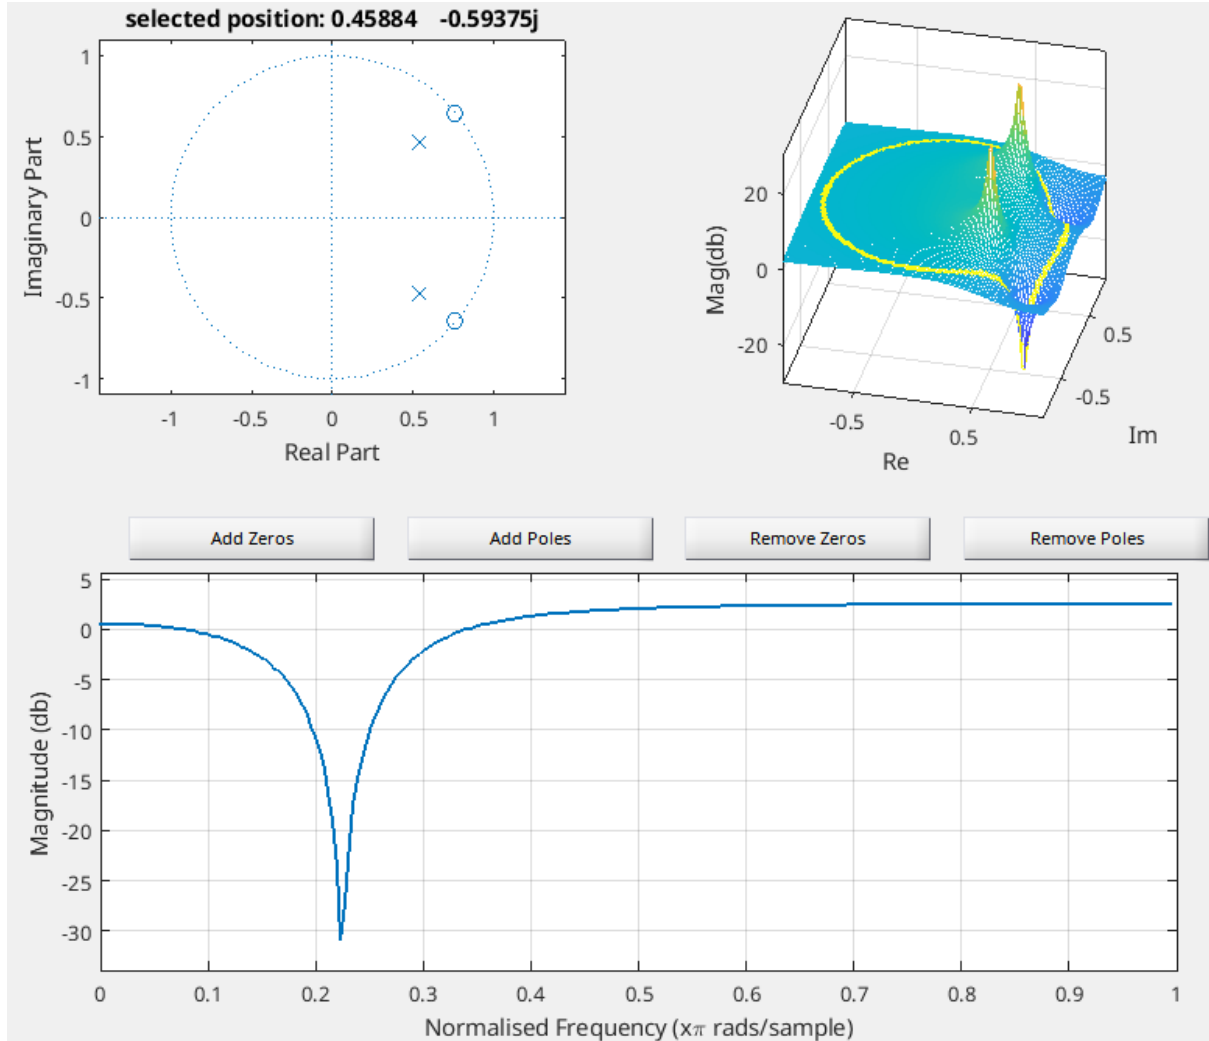 selected position: 0.45884 -0.59375j
1
0.5
0
-0.5
-1
Imaginary Part
-1 -0.5 0 0.5 1
Real Part
20
0
-20
Mag(db)
-0.5
0.5
Re
0.5
-0.5
Im
Add Zeros
Add Poles
Remove Zeros
Remove Poles
5
0
-5
-10
-15
-20
-25
-30
Magnitude (db)
0 0.1 0.2 0.3 0.4 0.5 0.6 0.7 0.8 0.9 1
Normalised Frequency (xπ rads/sample)